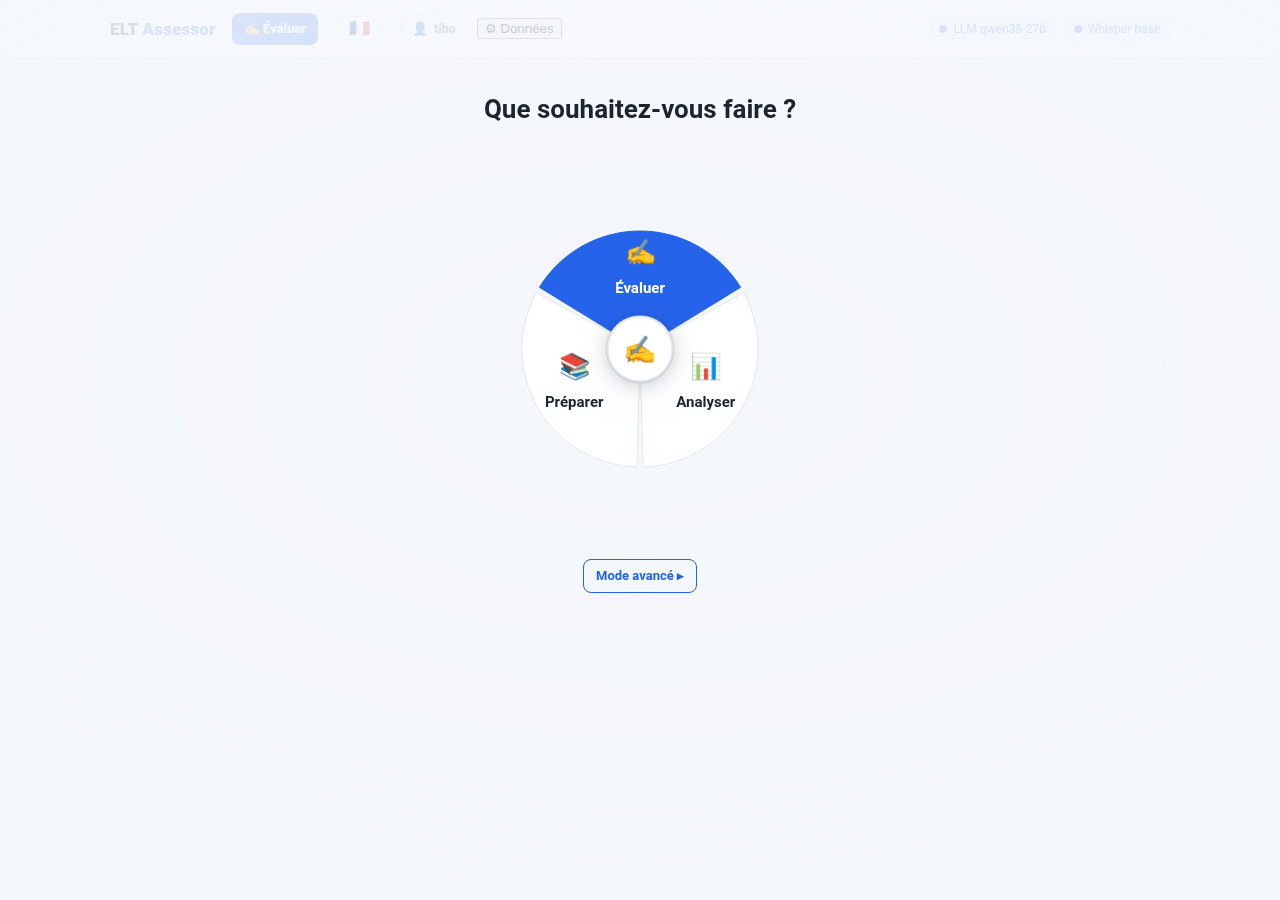 ELT Assessor ✍️ Évaluer 🇫🇷 👤 tibo ⚙ Données LLM qwen38-27b Whisper base
Que souhaitez-vous faire ?
Évaluer
Préparer Analyser
Mode avancé ▸